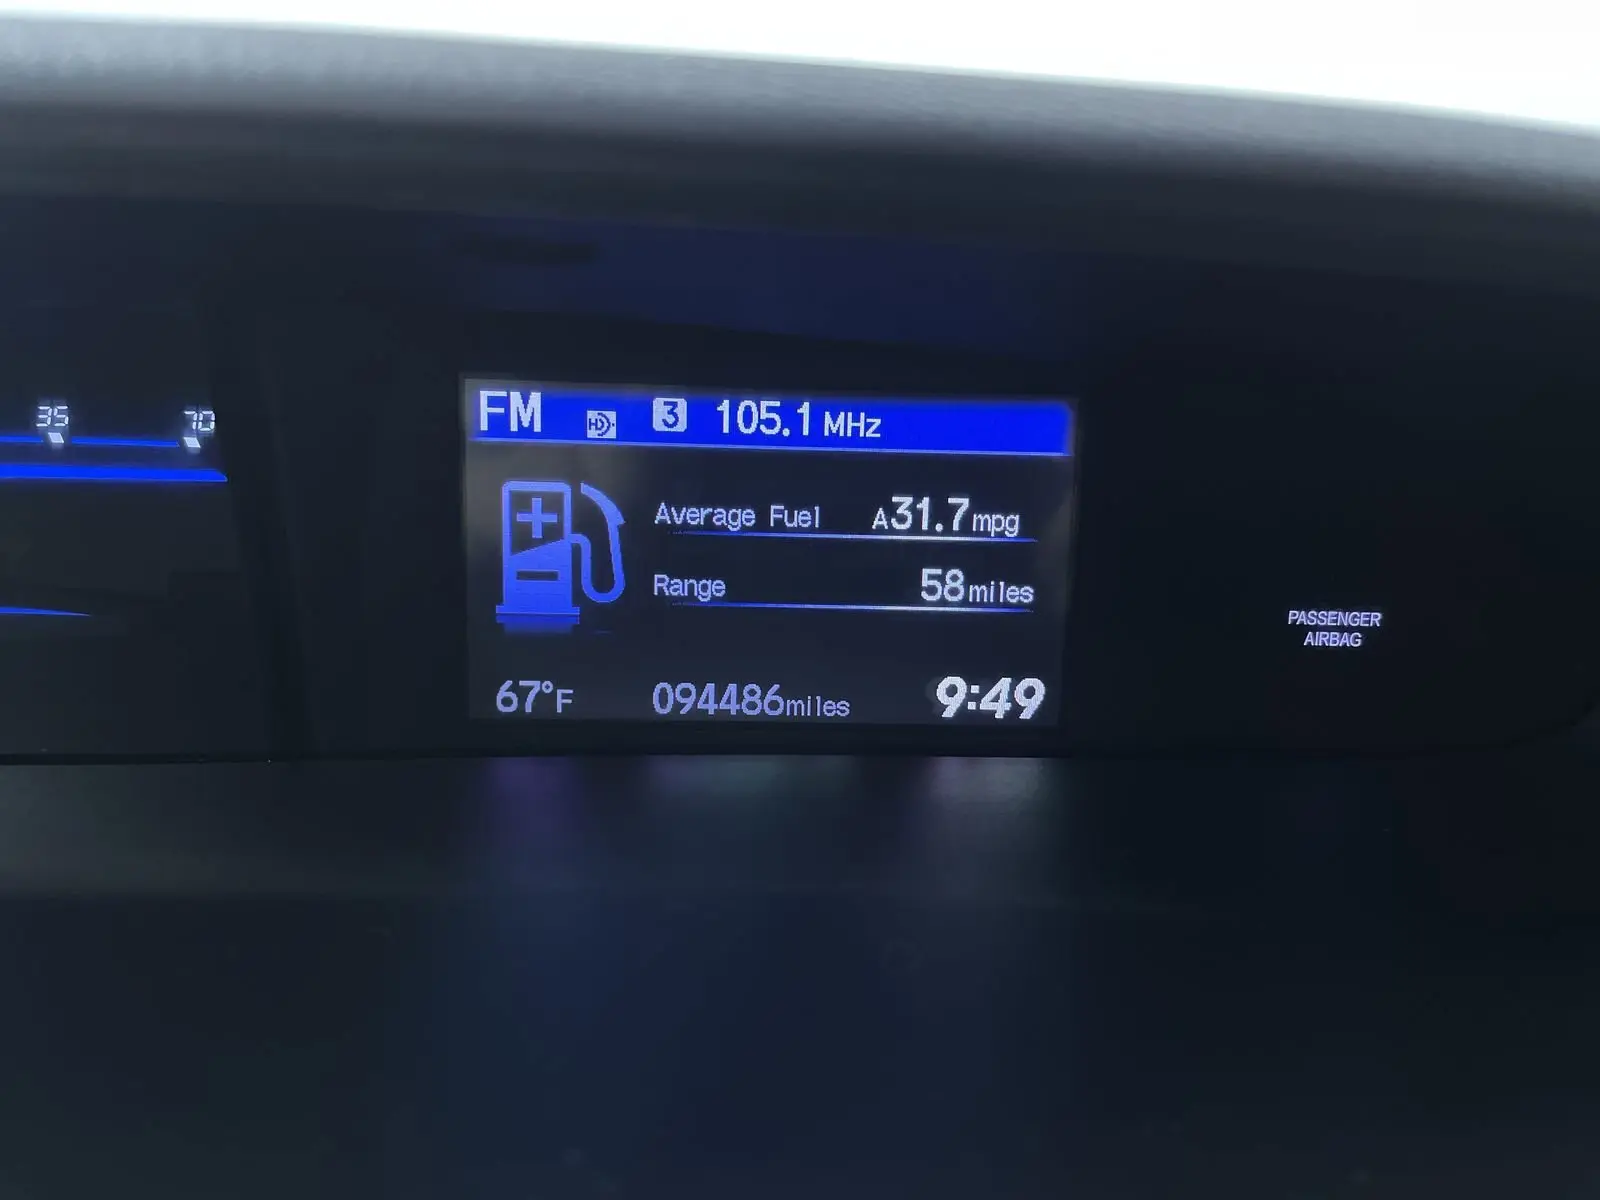 35 70
FM HD 3 105.1 MHz
Average Fuel A31.7mpg
Range 58miles
67°F 094486miles 9:49
PASSENGER
AIRBAG